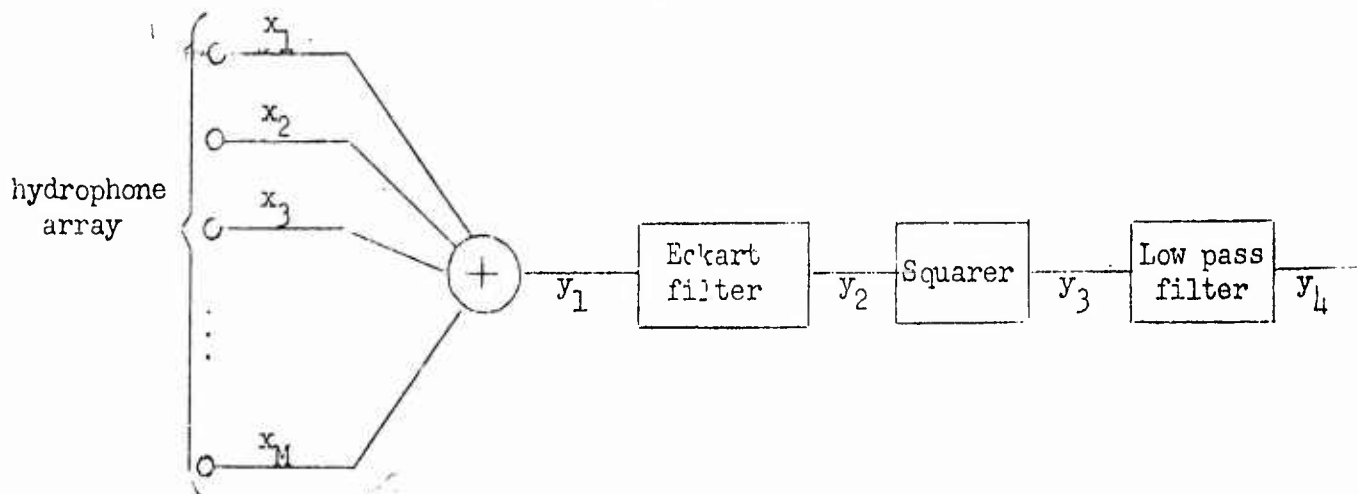 x1
x2
x3
xM
hydrophone
array
+
y1
Eckart
filter
y2
Squarer
y3
Low pass
filter
y4